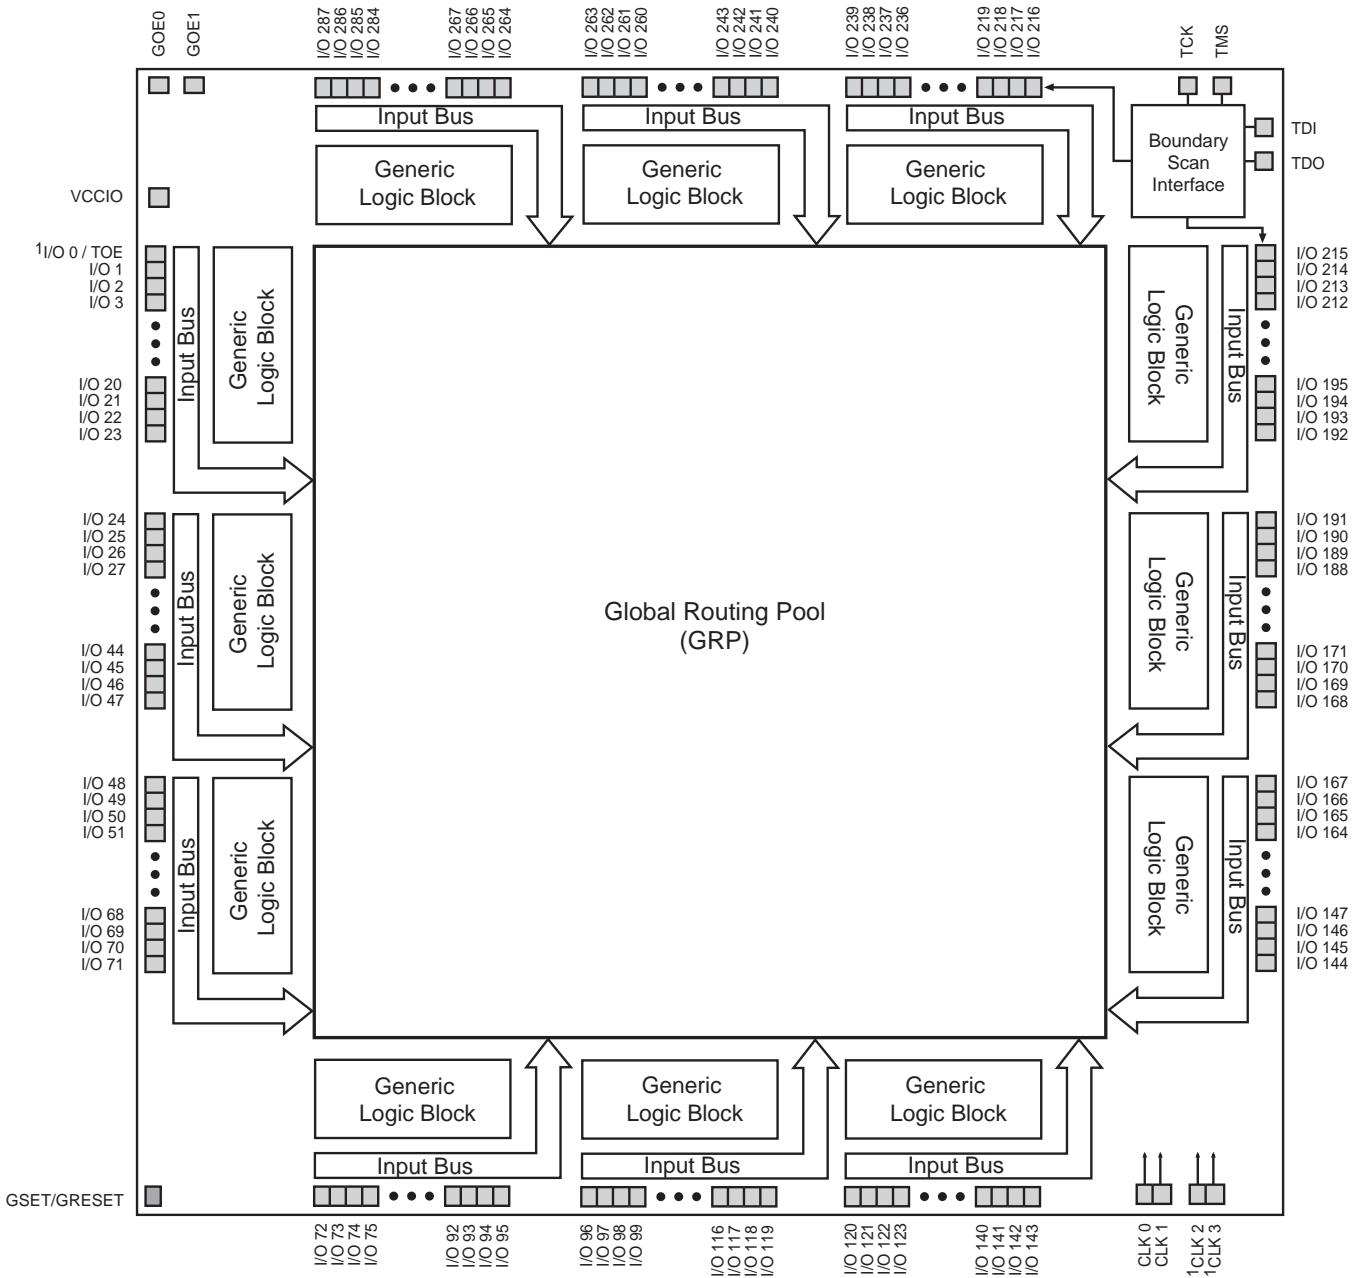 GOE0
GOE1
I/O 287
I/O 286
I/O 285
I/O 284
I/O 267
I/O 266
I/O 265
I/O 264
I/O 263
I/O 262
I/O 261
I/O 260
I/O 243
I/O 242
I/O 241
I/O 240
I/O 239
I/O 238
I/O 237
I/O 236
I/O 219
I/O 218
I/O 217
I/O 216
TCK
TMS
Input Bus
Input Bus
Input Bus
TDI
TDO
Boundary
Scan
Interface
Generic
Logic Block
Generic
Logic Block
Generic
Logic Block
VCCIO
1I/O 0 / TOE
I/O 1
I/O 2
I/O 3
I/O 20
I/O 21
I/O 22
I/O 23
Input Bus
Generic
Logic Block
Generic
Logic Block
Input Bus
I/O 215
I/O 214
I/O 213
I/O 212
I/O 195
I/O 194
I/O 193
I/O 192
I/O 24
I/O 25
I/O 26
I/O 27
I/O 44
I/O 45
I/O 46
I/O 47
Input Bus
Generic
Logic Block
Global Routing Pool
(GRP)
Generic
Logic Block
Input Bus
I/O 191
I/O 190
I/O 189
I/O 188
I/O 171
I/O 170
I/O 169
I/O 168
I/O 48
I/O 49
I/O 50
I/O 51
I/O 68
I/O 69
I/O 70
I/O 71
Input Bus
Generic
Logic Block
Generic
Logic Block
Input Bus
I/O 167
I/O 166
I/O 165
I/O 164
I/O 147
I/O 146
I/O 145
I/O 144
Generic
Logic Block
Generic
Logic Block
Generic
Logic Block
Input Bus
Input Bus
Input Bus
GSET/GRESET
I/O 72
I/O 73
I/O 74
I/O 75
I/O 92
I/O 93
I/O 94
I/O 95
I/O 96
I/O 97
I/O 98
I/O 99
I/O 116
I/O 117
I/O 118
I/O 119
I/O 120
I/O 121
I/O 122
I/O 123
I/O 140
I/O 141
I/O 142
I/O 143
CLK 0
CLK 1
1CLK 2
1CLK 3